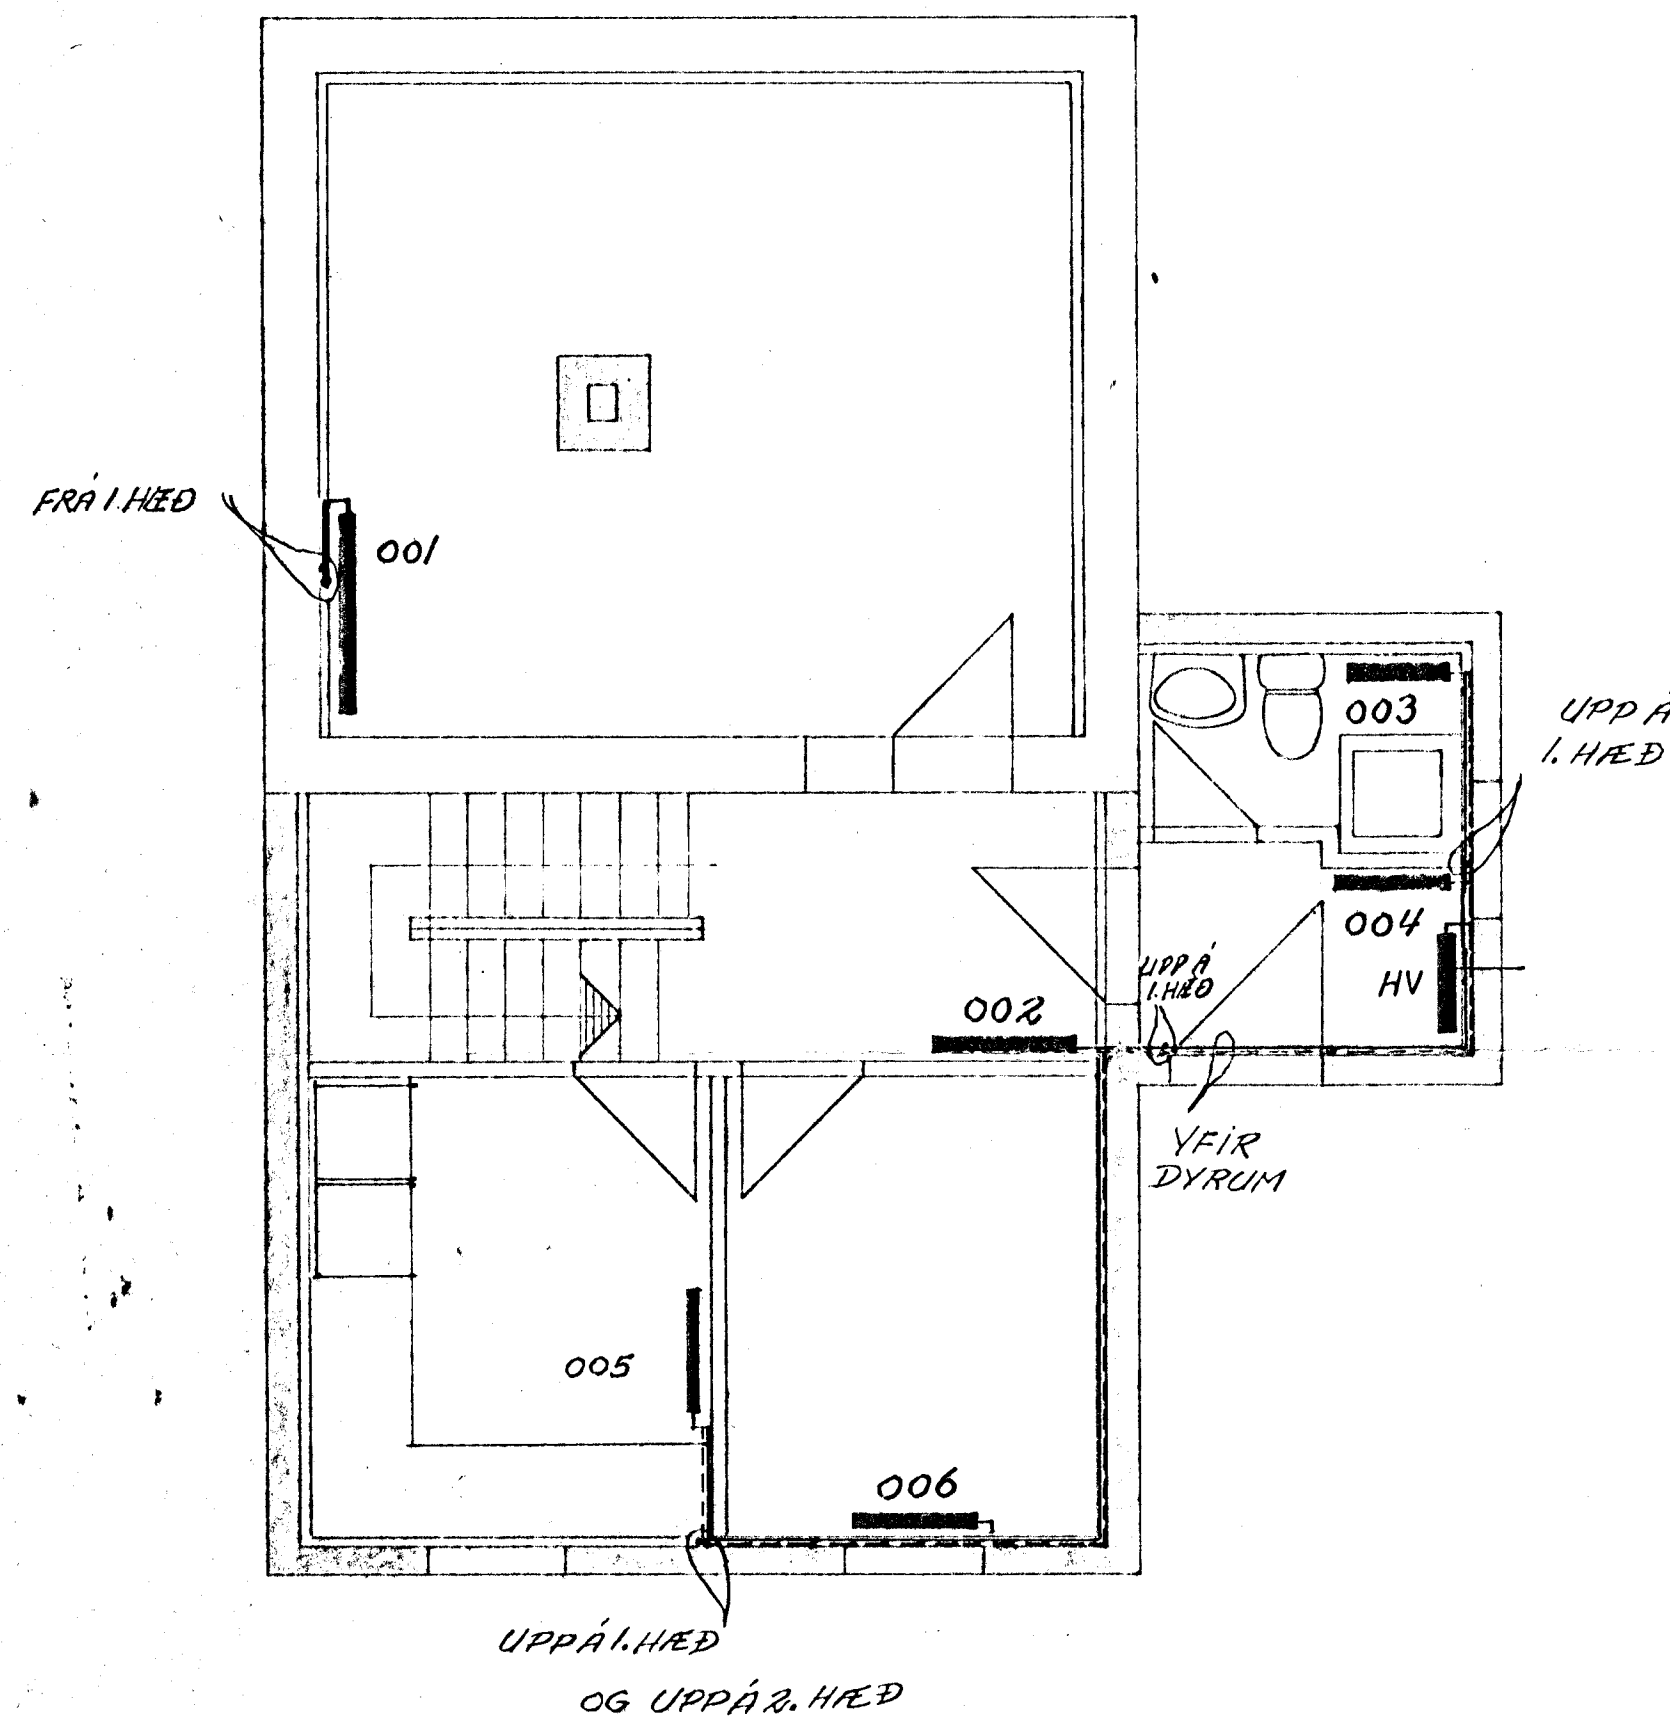 FRÁ 1. HÆÐ
001
003
UPP Á
1. HÆÐ
004
HV
UPP Á
1. HÆÐ
002
YFIR
DYRUM
005
006
UPP Á 1. HÆÐ
OG UPP Á 2. HÆÐ